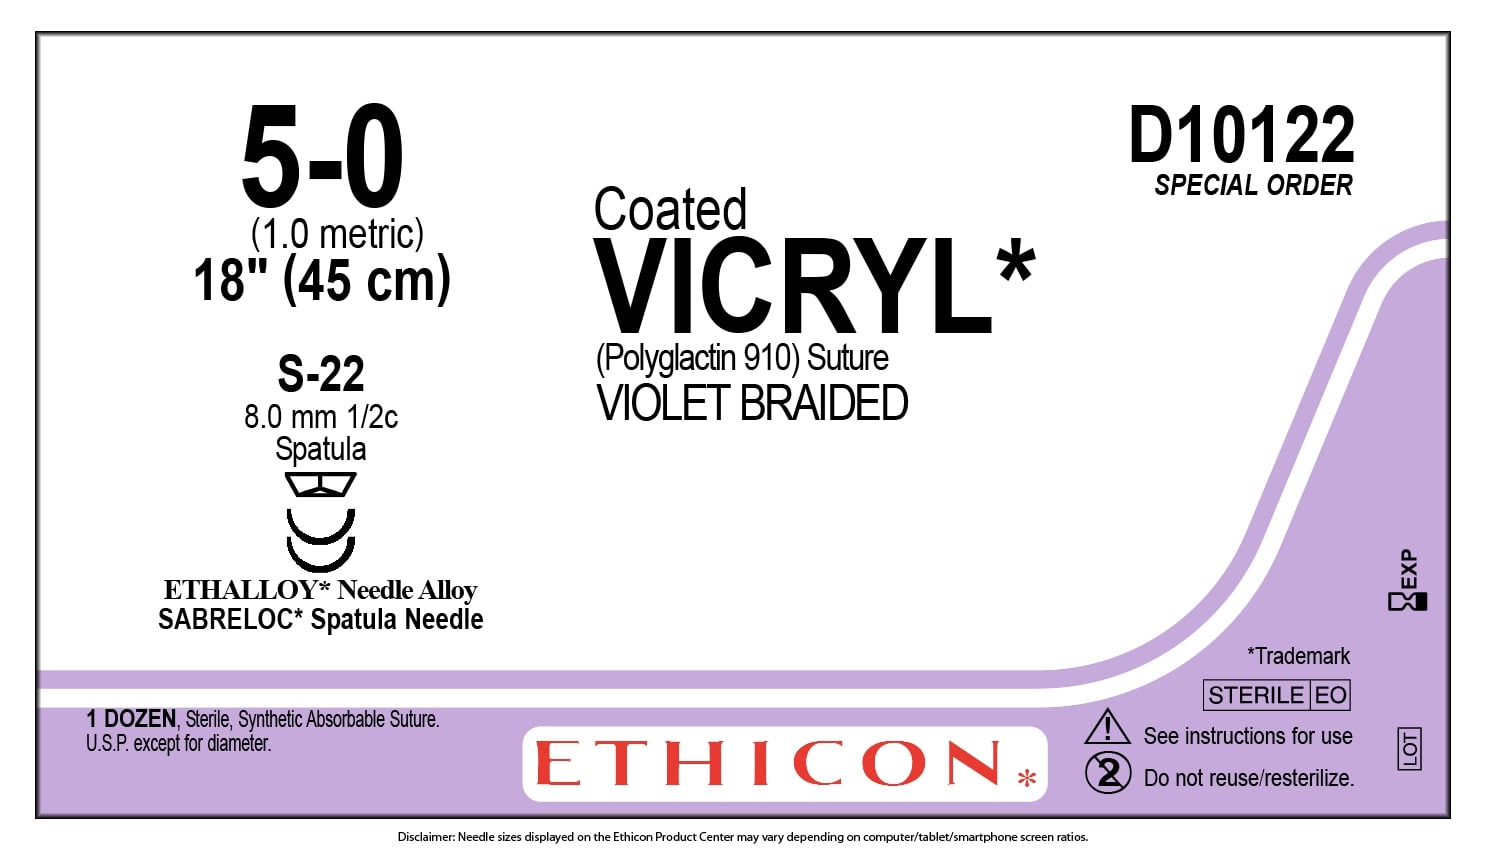 5-0
(1.0 metric)
18" (45 cm)
S-22
8.0 mm 1/2c
Spatula
ETHALLOY* Needle Alloy
SABRELOC* Spatula Needle
Coated
VICRYL*
(Polyglactin 910) Suture
VIOLET BRAIDED
D10122
SPECIAL ORDER
EXP
*Trademark
STERILE EO
See instructions for use
2
Do not reuse/resterilize.
LOT
1 DOZEN, Sterile, Synthetic Absorbable Suture.
U.S.P. except for diameter.
ETHICON*
Disclaimer: Needle sizes displayed on the Ethicon Product Center may vary depending on computer/tablet/smartphone screen ratios.